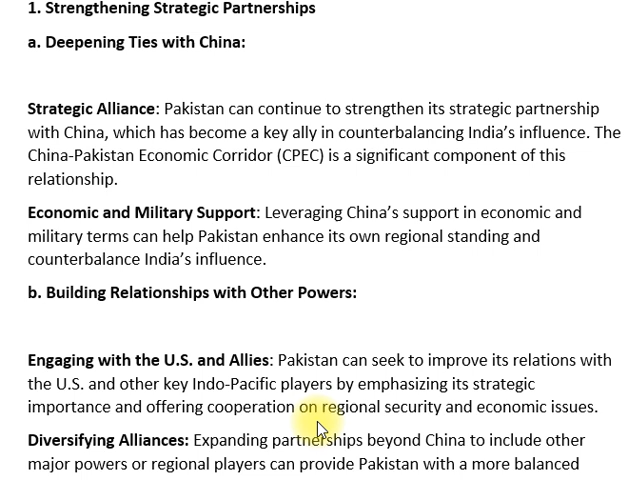 1. Strengthening Strategic Partnerships
a. Deepening Ties with China:
Strategic Alliance: Pakistan can continue to strengthen its strategic partnership
with China, which has become a key ally in counterbalancing India's influence. The
China-Pakistan Economic Corridor (CPEC) is a significant component of this
relationship.
Economic and Military Support: Leveraging China's support in economic and
military terms can help Pakistan enhance its own regional standing and
counterbalance India's influence.
b. Building Relationships with Other Powers:
Engaging with the U.S. and Allies: Pakistan can seek to improve its relations with
the U.S. and other key Indo-Pacific players by emphasizing its strategic
importance and offering cooperation on regional security and economic issues.
Diversifying Alliances: Expanding partnerships beyond China to include other
major powers or regional players can provide Pakistan with a more balanced